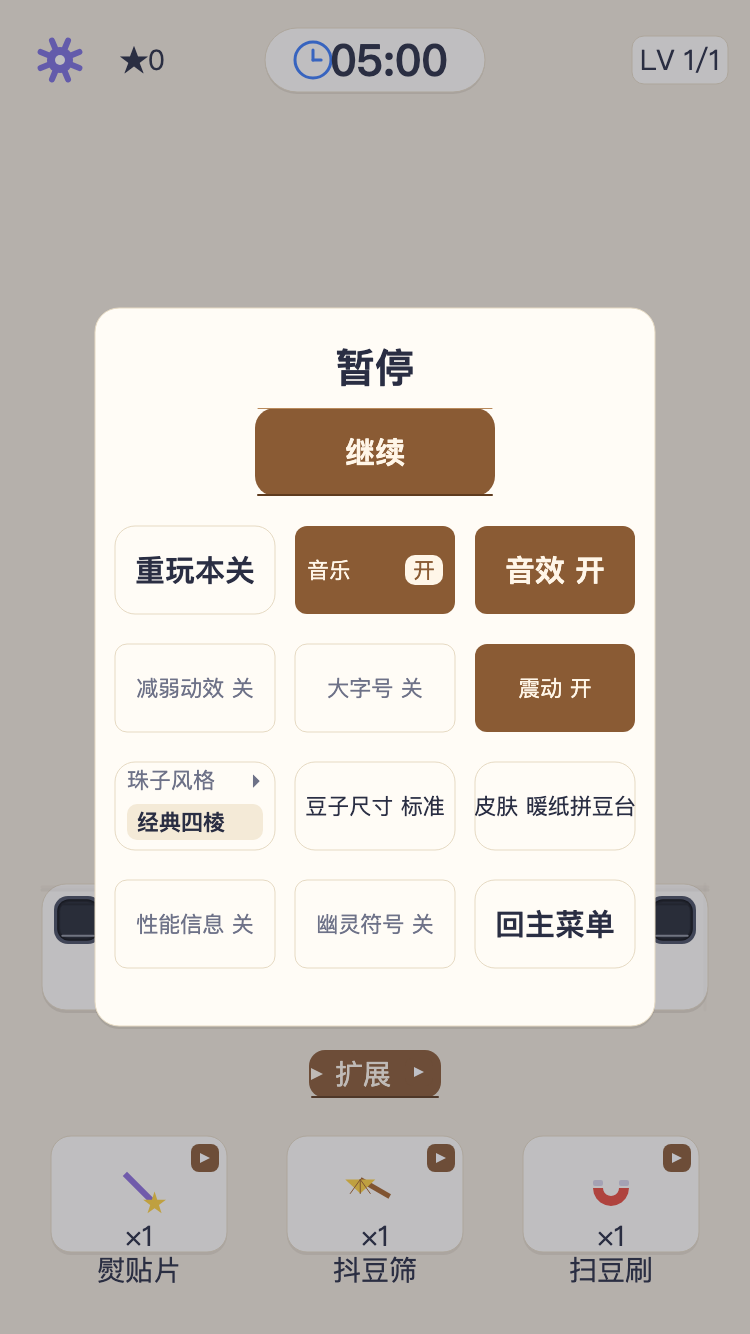 ★0
05:00
LV 1/1
暂停
继续
重玩本关
音乐 开
音效 开
减弱动效 关
大字号 关
震动 开
珠子风格
经典四棱
豆子尺寸 标准
皮肤 暖纸拼豆台
性能信息 关
幽灵符号 关
回主菜单
扩展
×1
熨贴片
×1
抖豆筛
×1
扫豆刷